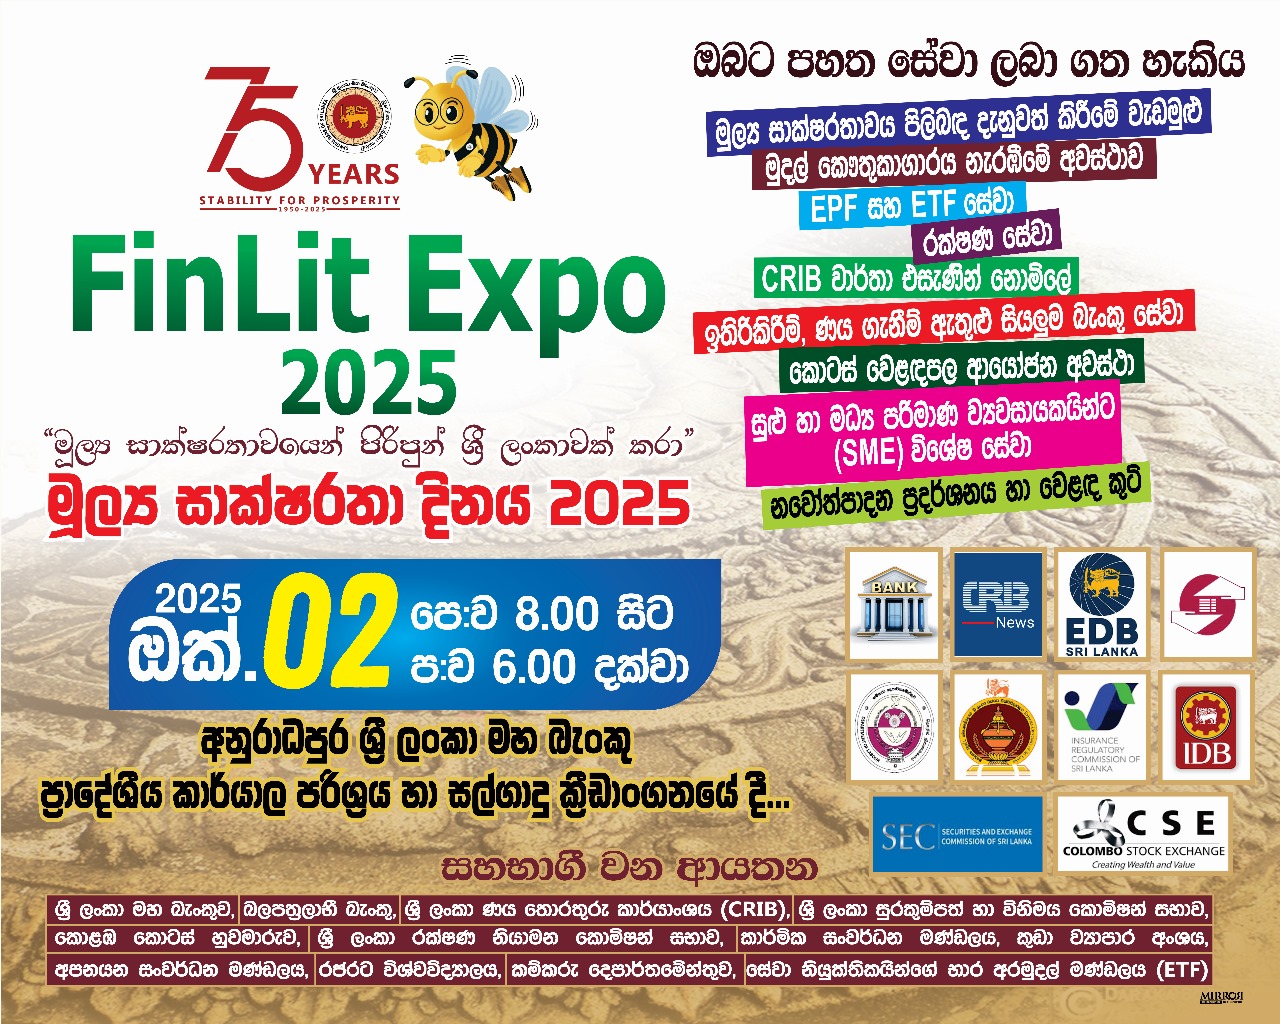 75 YEARS
STABILITY FOR PROSPERITY
1950-2025
FinLit Expo
2025
“මූල්‍ය සාක්ෂරතාවයෙන් පිරිපුන් ශ්‍රී ලංකාවක් කරා”
මූල්‍ය සාක්ෂරතා දිනය 2025
2025
ඔක්. 02
පෙ:ව 8.00 සිට
ප:ව 6.00 දක්වා
අනුරාධපුර ශ්‍රී ලංකා මහ බැංකු
ප්‍රාදේශීය කාර්යාල පරිශ්‍රය හා සල්ගාදු ක්‍රීඩාංගනයේ දී...
ඔබට පහත සේවා ලබා ගත හැකිය
මූල්‍ය සාක්ෂරතාවය පිලිබඳ දැනුවත් කිරීමේ වැඩමුළු
මුදල් කෞතුකාගාරය නැරඹීමේ අවස්ථාව
EPF සහ ETF සේවා
රක්ෂණ සේවා
CRIB වාර්තා එසැණින් නොමිලේ
ඉතිරිකිරීම්, ණය ගැනීම් ඇතුළු සියලුම බැංකු සේවා
කොටස් වෙළඳපල ආයෝජන අවස්ථා
සුළු හා මධ්‍ය පරිමාණ ව්‍යවසායකයින්ට
(SME) විශේෂ සේවා
නවෝත්පාදන ප්‍රදර්ශනය හා වෙළඳ කුටි
BANK
CRIB
News
EDB
SRI LANKA
INSURANCE
REGULATORY
COMMISSION OF
SRI LANKA
IDB
SEC SECURITIES AND EXCHANGE
COMMISSION OF SRI LANKA
CSE
COLOMBO STOCK EXCHANGE
Creating Wealth and Value
සහභාගී වන ආයතන
ශ්‍රී ලංකා මහ බැංකුව, බලපත්‍රලාභී බැංකු, ශ්‍රී ලංකා ණය තොරතුරු කාර්යාංශය (CRIB), ශ්‍රී ලංකා සුරකුම්පත් හා විනිමය කොමිෂන් සභාව,
කොළඹ කොටස් හුවමාරුව, ශ්‍රී ලංකා රක්ෂණ නියාමන කොමිෂන් සභාව, කාර්මික සංවර්ධන මණ්ඩලය, කුඩා ව්‍යාපාර අංශය,
අපනයන සංවර්ධන මණ්ඩලය, රජරට විශ්වවිද්‍යාලය, කම්කරු දෙපාර්තමේන්තුව, සේවා නියුක්තිකයින්ගේ භාර අරමුදල් මණ්ඩලය (ETF)
MIRROR